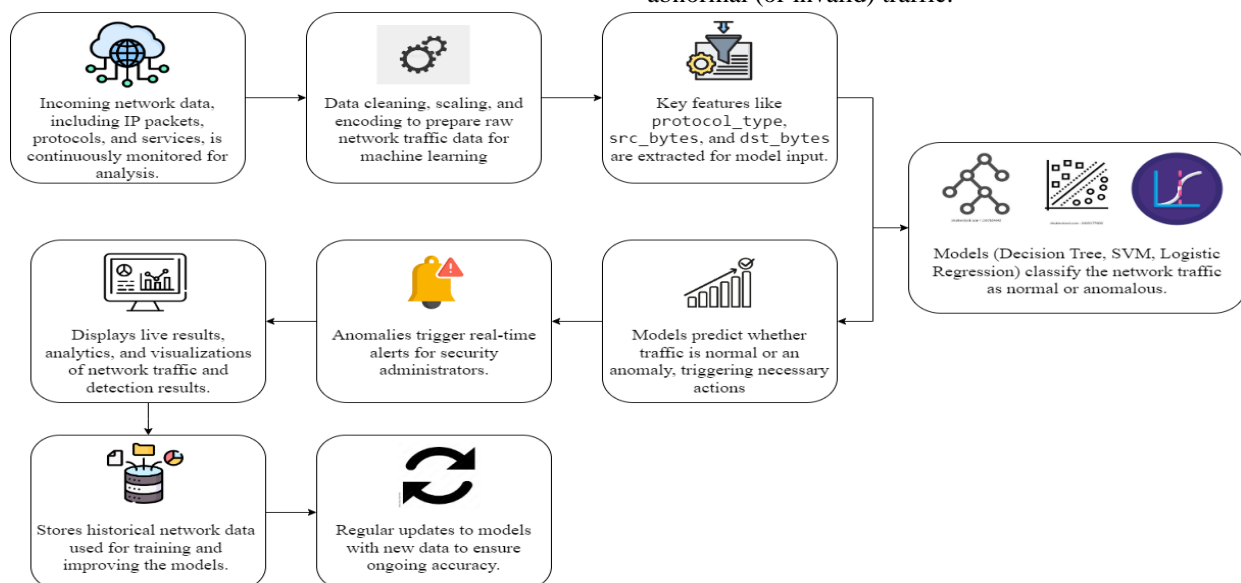 abnormal (or invalid) traffic.
Incoming network data,
including IP packets,
protocols, and services, is
continuously monitored for
analysis.
Data cleaning, scaling, and
encoding to prepare raw
network traffic data for
machine learning
Key features like
protocol_type,
src_bytes, and dst_bytes
are extracted for model input.
Models (Decision Tree, SVM, Logistic
Regression) classify the network traffic
as normal or anomalous.
Models predict whether
traffic is normal or an
anomaly, triggering necessary
actions
Anomalies trigger real-time
alerts for security
administrators.
Displays live results,
analytics, and visualizations
of network traffic and
detection results.
Stores historical network data
used for training and
improving the models.
Regular updates to models
with new data to ensure
ongoing accuracy.